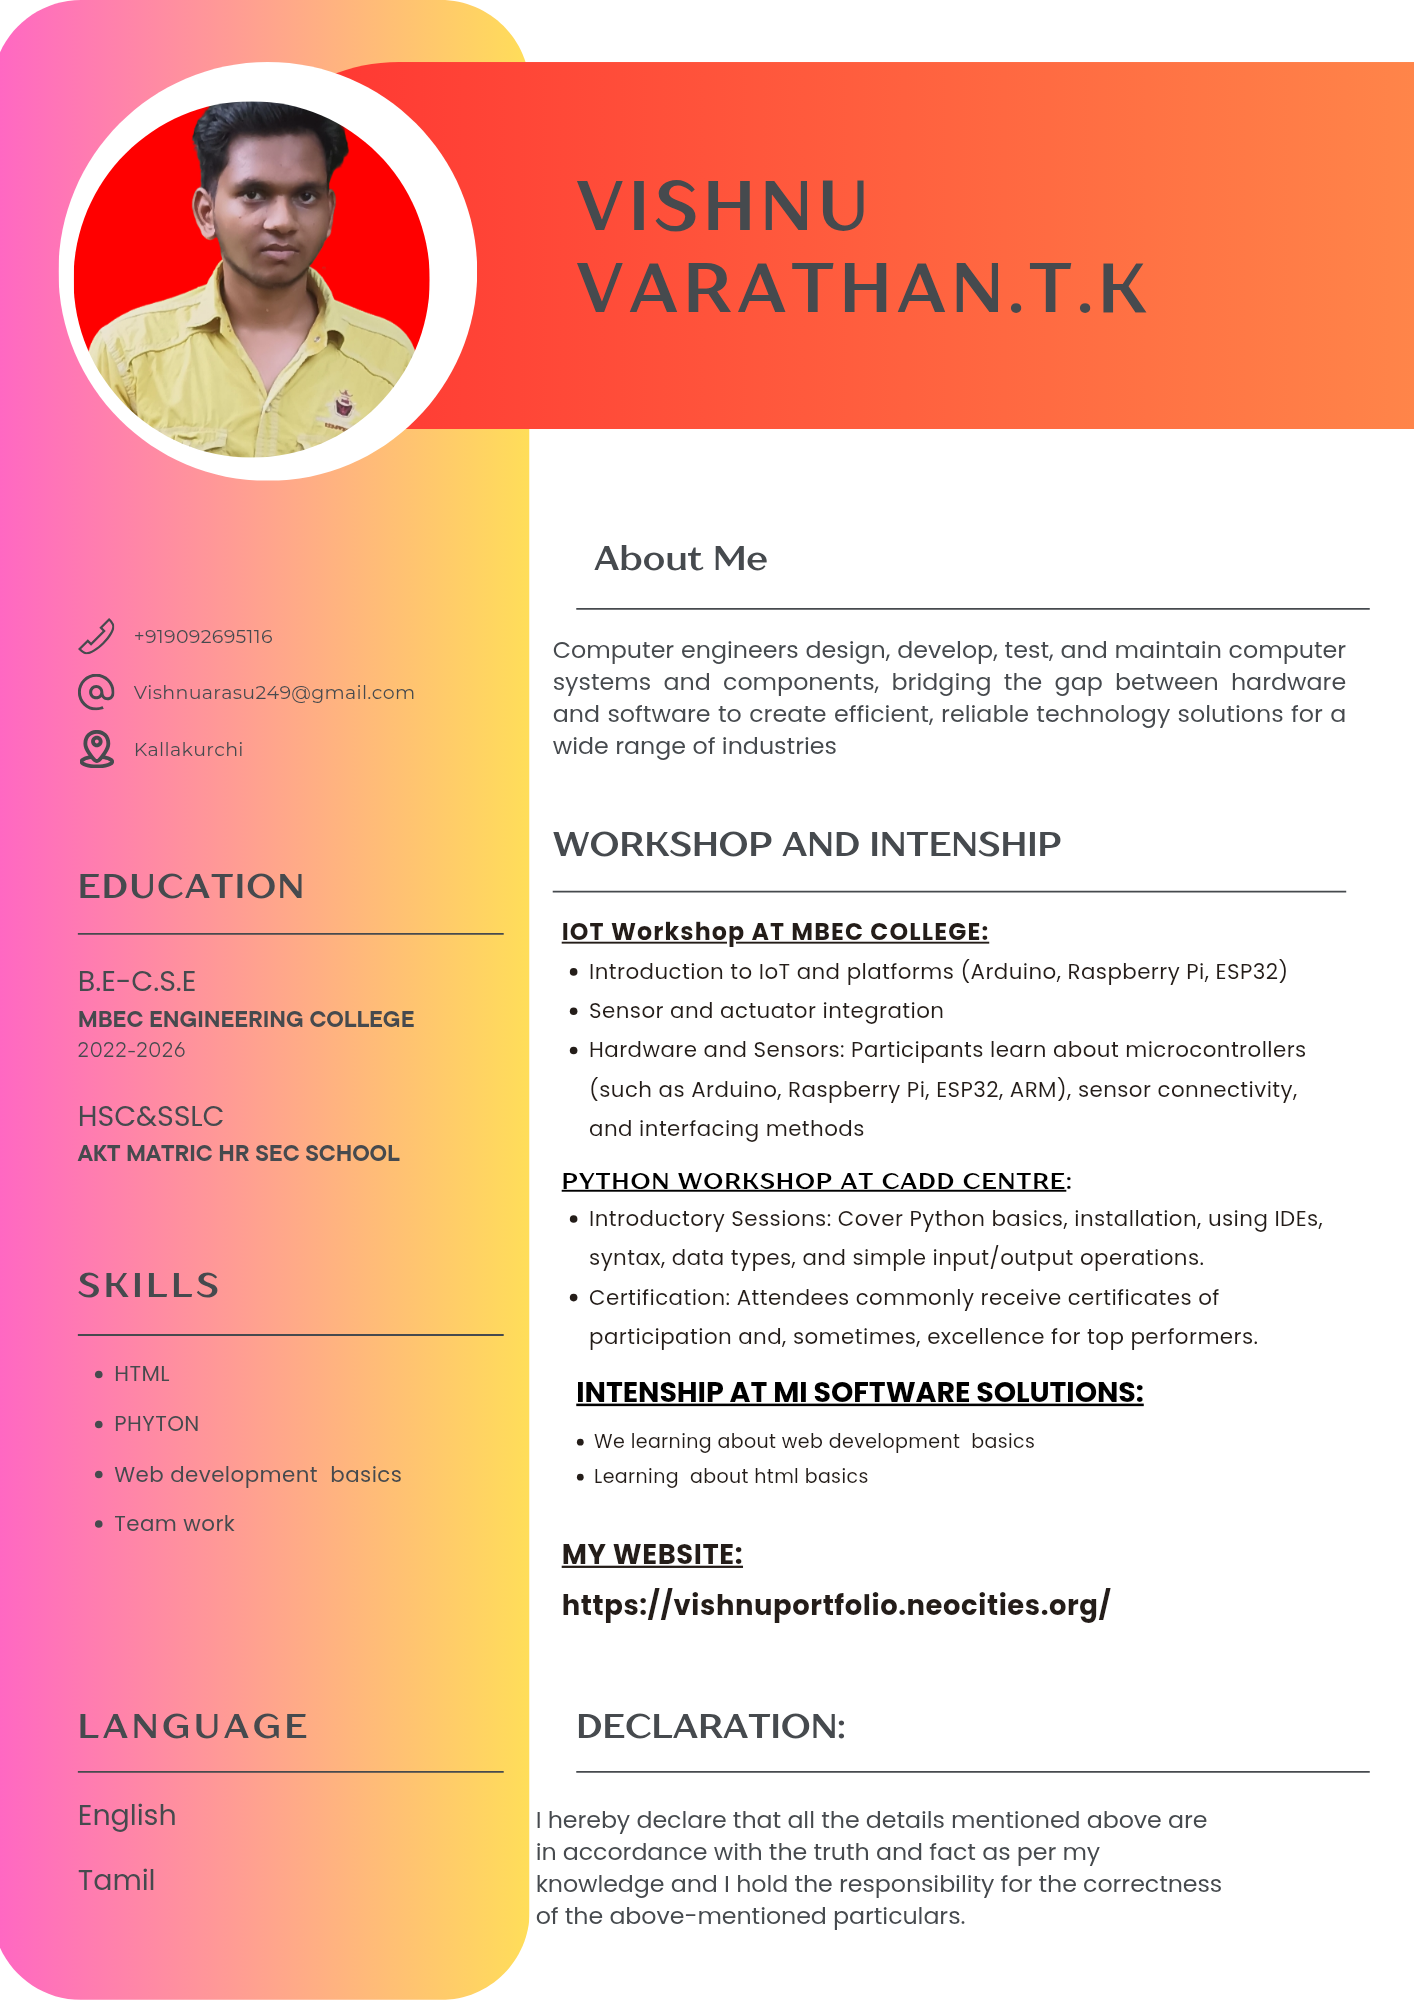 VISHNU
VARATHAN.T.K
+919092695116
Vishnuarasu249@gmail.com
Kallakurchi
EDUCATION
B.E-C.S.E
MBEC ENGINEERING COLLEGE
2022-2026
HSC&SSLC
AKT MATRIC HR SEC SCHOOL
SKILLS
• HTML
• PHYTON
• Web development  basics
• Team work
LANGUAGE
English
Tamil
About Me
Computer engineers design, develop, test, and maintain computer
systems and components, bridging the gap between hardware
and software to create efficient, reliable technology solutions for a
wide range of industries
WORKSHOP AND INTENSHIP
IOT Workshop AT MBEC COLLEGE:
• Introduction to IoT and platforms (Arduino, Raspberry Pi, ESP32)
• Sensor and actuator integration
• Hardware and Sensors: Participants learn about microcontrollers
(such as Arduino, Raspberry Pi, ESP32, ARM), sensor connectivity,
and interfacing methods
PYTHON WORKSHOP AT CADD CENTRE:
• Introductory Sessions: Cover Python basics, installation, using IDEs,
syntax, data types, and simple input/output operations.
• Certification: Attendees commonly receive certificates of
participation and, sometimes, excellence for top performers.
INTENSHIP AT MI SOFTWARE SOLUTIONS:
• We learning about web development  basics
• Learning  about html basics
MY WEBSITE:
https://vishnuportfolio.neocities.org/
DECLARATION:
I hereby declare that all the details mentioned above are
in accordance with the truth and fact as per my
knowledge and I hold the responsibility for the correctness
of the above-mentioned particulars.